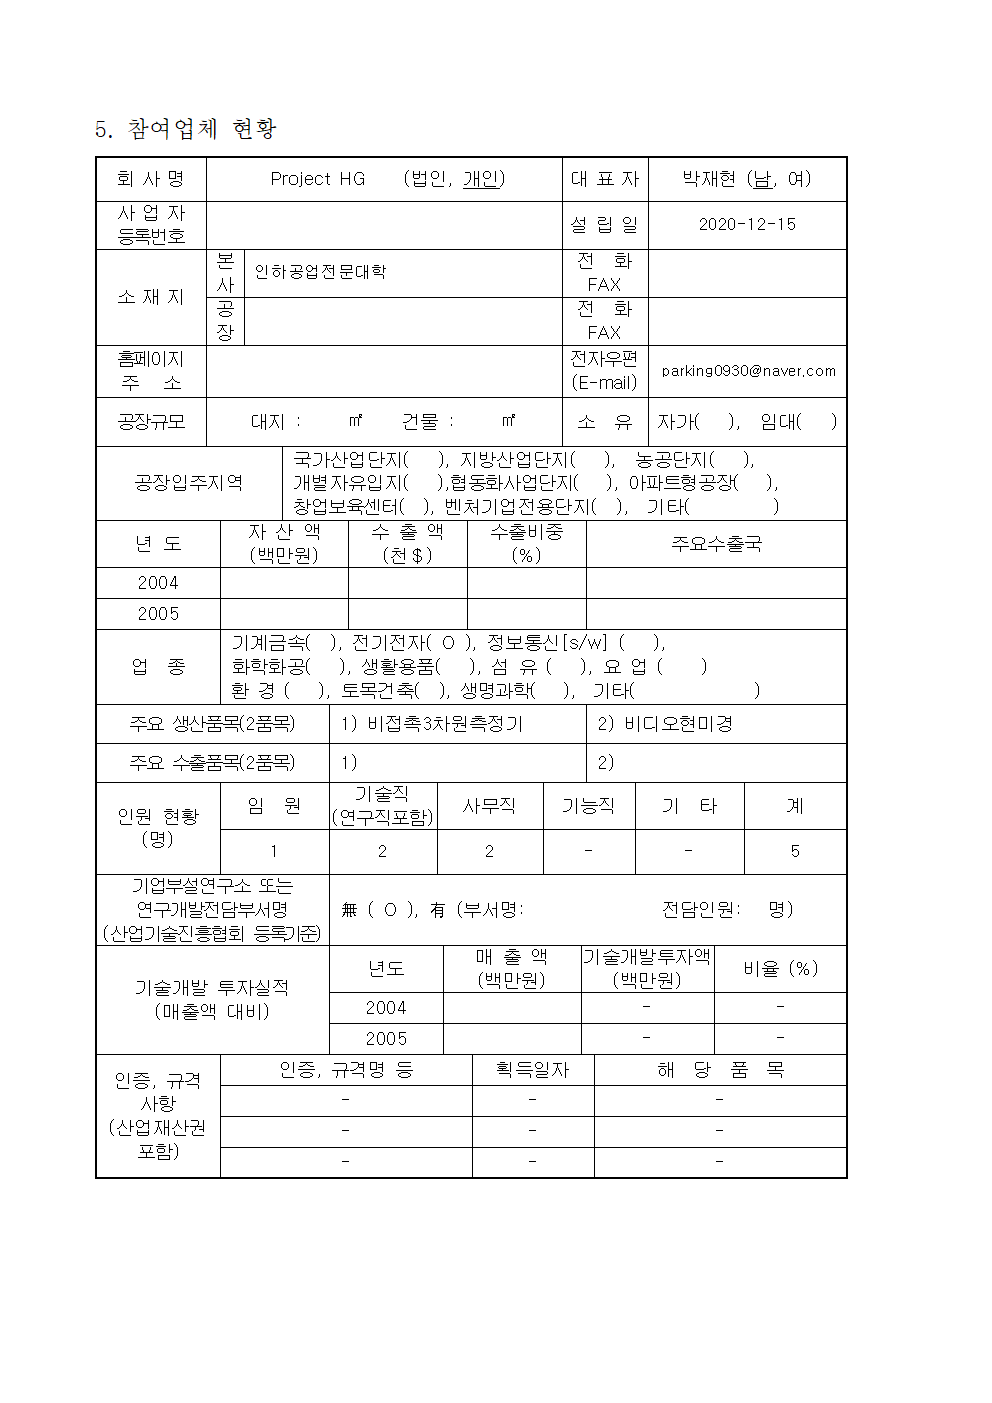 5. 참여업체 현황
회 사 명 Project HG (법인, 개인) 대 표 자 박재현 (남, 여)
사 업 자
등록번호 설 립 일 2020-12-15
소 재 지 본
사 인하공업전문대학 전 화
FAX
공
장 전 화
FAX
홈페이지
주 소 전자우편
(E-mail) parking0930@naver.com
공장규모 대지 : ㎡ 건물 : ㎡ 소 유 자가( ), 임대( )
공장입주지역 국가산업단지( ), 지방산업단지( ), 농공단지( ),
개별자유입지( ),협동화사업단지( ), 아파트형공장( ),
창업보육센터( ), 벤처기업전용단지( ), 기타( )
년 도 자 산 액
(백만원) 수 출 액
(천＄) 수출비중
(%) 주요수출국
2004
2005
업 종 기계금속( ), 전기전자( O ), 정보통신[s/w] ( ),
화학화공( ), 생활용품( ), 섬 유 ( ), 요 업 ( )
환 경 ( ), 토목건축( ), 생명과학( ), 기타( )
주요 생산품목(2품목) 1) 비접촉3차원측정기 2) 비디오현미경
주요 수출품목(2품목) 1) 2)
인원 현황
(명) 임 원 기술직
(연구직포함) 사무직 기능직 기 타 계
1 2 2 - - 5
기업부설연구소 또는
연구개발전담부서명
(산업기술진흥협회 등록기준) 無 ( O ), 有 (부서명: 전담인원: 명)
기술개발 투자실적
(매출액 대비) 년도 매 출 액
(백만원) 기술개발투자액
(백만원) 비율 (%)
2004 - -
2005 - -
인증, 규격
사항
(산업재산권
포함) 인증, 규격명 등 획득일자 해 당 품 목
- - -
- - -
- - -